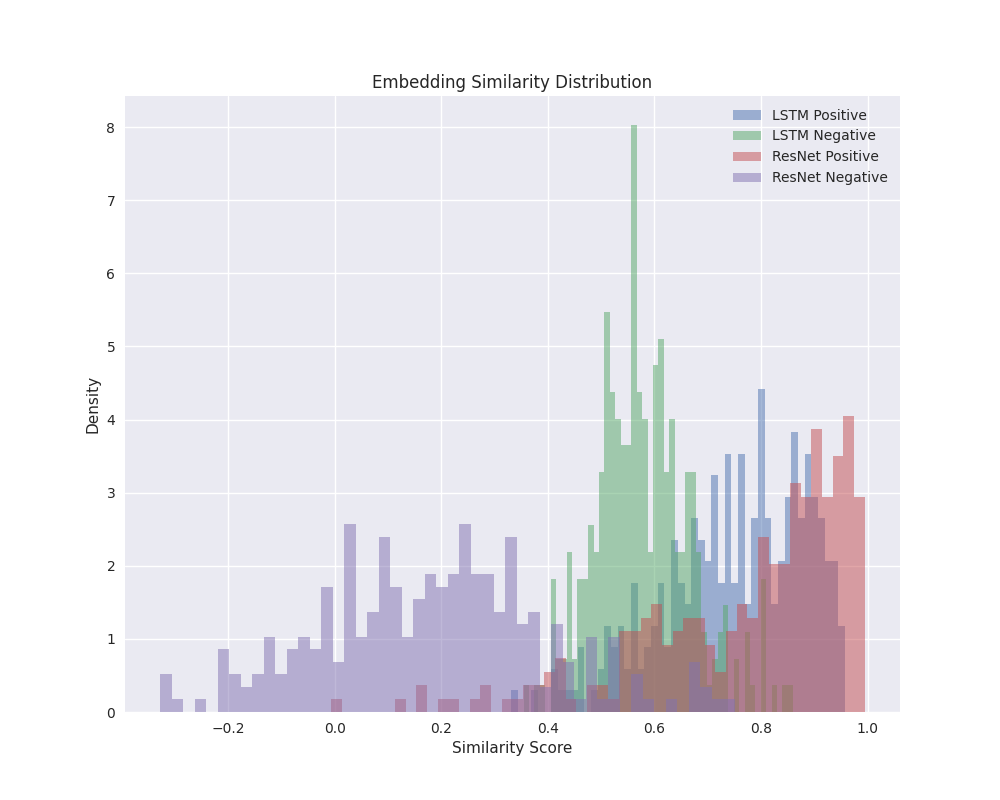 Embedding Similarity Distribution
LSTM Positive
LSTM Negative
ResNet Positive
ResNet Negative
8
7
6
5
4
3
2
1
0
Density
−0.2 0.0 0.2 0.4 0.6 0.8 1.0
Similarity Score